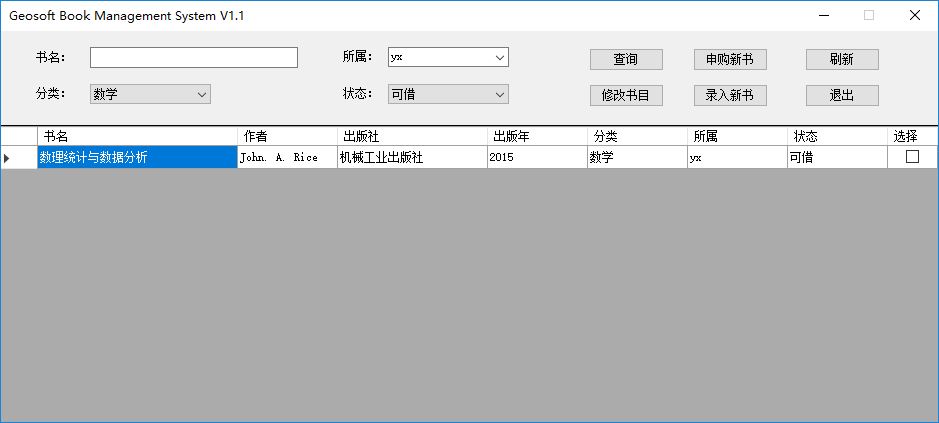 Geosoft Book Management System V1.1
书名： 所属： yx 查询 申购新书 刷新
分类： 数学 状态： 可借 修改书目 录入新书 退出
书名 作者 出版社 出版年 分类 所属 状态 选择
数理统计与数据分析 John. A. Rice 机械工业出版社 2015 数学 yx 可借